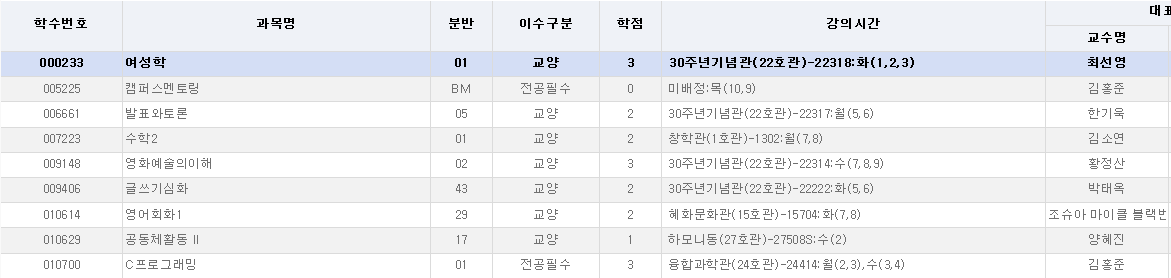 학수번호 과목명 분반 이수구분 학점 강의시간 대표
교수명
000233 여성학 01 교양 3 30주년기념관(22호관)-22318:화(1,2,3) 최선영
005225 캠퍼스멘토링 BM 전공필수 0 미배정:목(10,9) 김홍준
006661 발표와토론 05 교양 2 30주년기념관(22호관)-22317:월(5,6) 한기욱
007223 수학2 01 교양 2 창학관(1호관)-1302:월(7,8) 김소연
009148 영화예술의이해 02 교양 3 30주년기념관(22호관)-22314:수(7,8,9) 황정산
009406 글쓰기심화 43 교양 2 30주년기념관(22호관)-22222:화(5,6) 박태옥
010614 영어회화1 29 교양 2 혜화문화관(15호관)-15704:화(7,8) 조슈아 마이클 블랙번
010629 공동체활동 II 17 교양 1 하모니동(27호관)-27508S:수(2) 양혜진
010700 C프로그래밍 01 전공필수 3 융합과학관(24호관)-24414:월(2,3),수(3,4) 김홍준